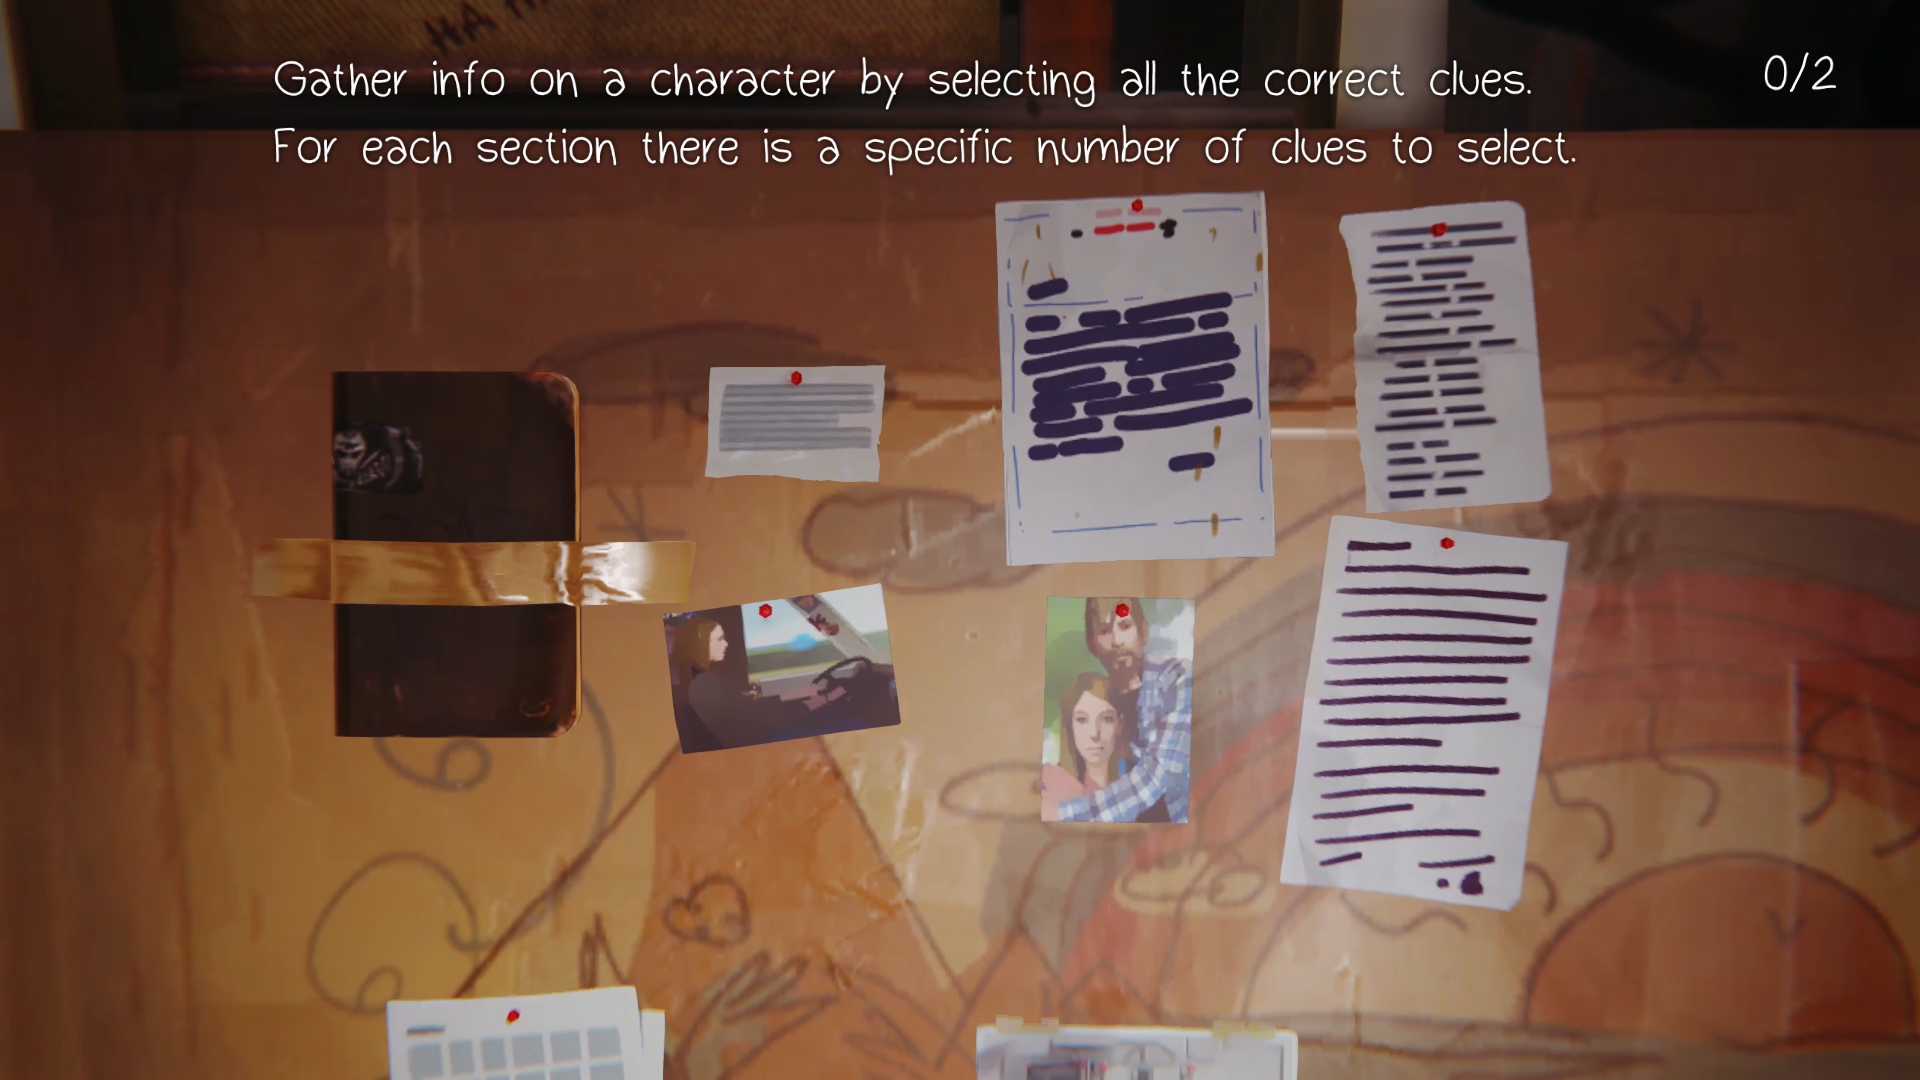 HA H
Gather info on a character by selecting all the correct clues.
0/2
For each section there is a specific number of clues to select.